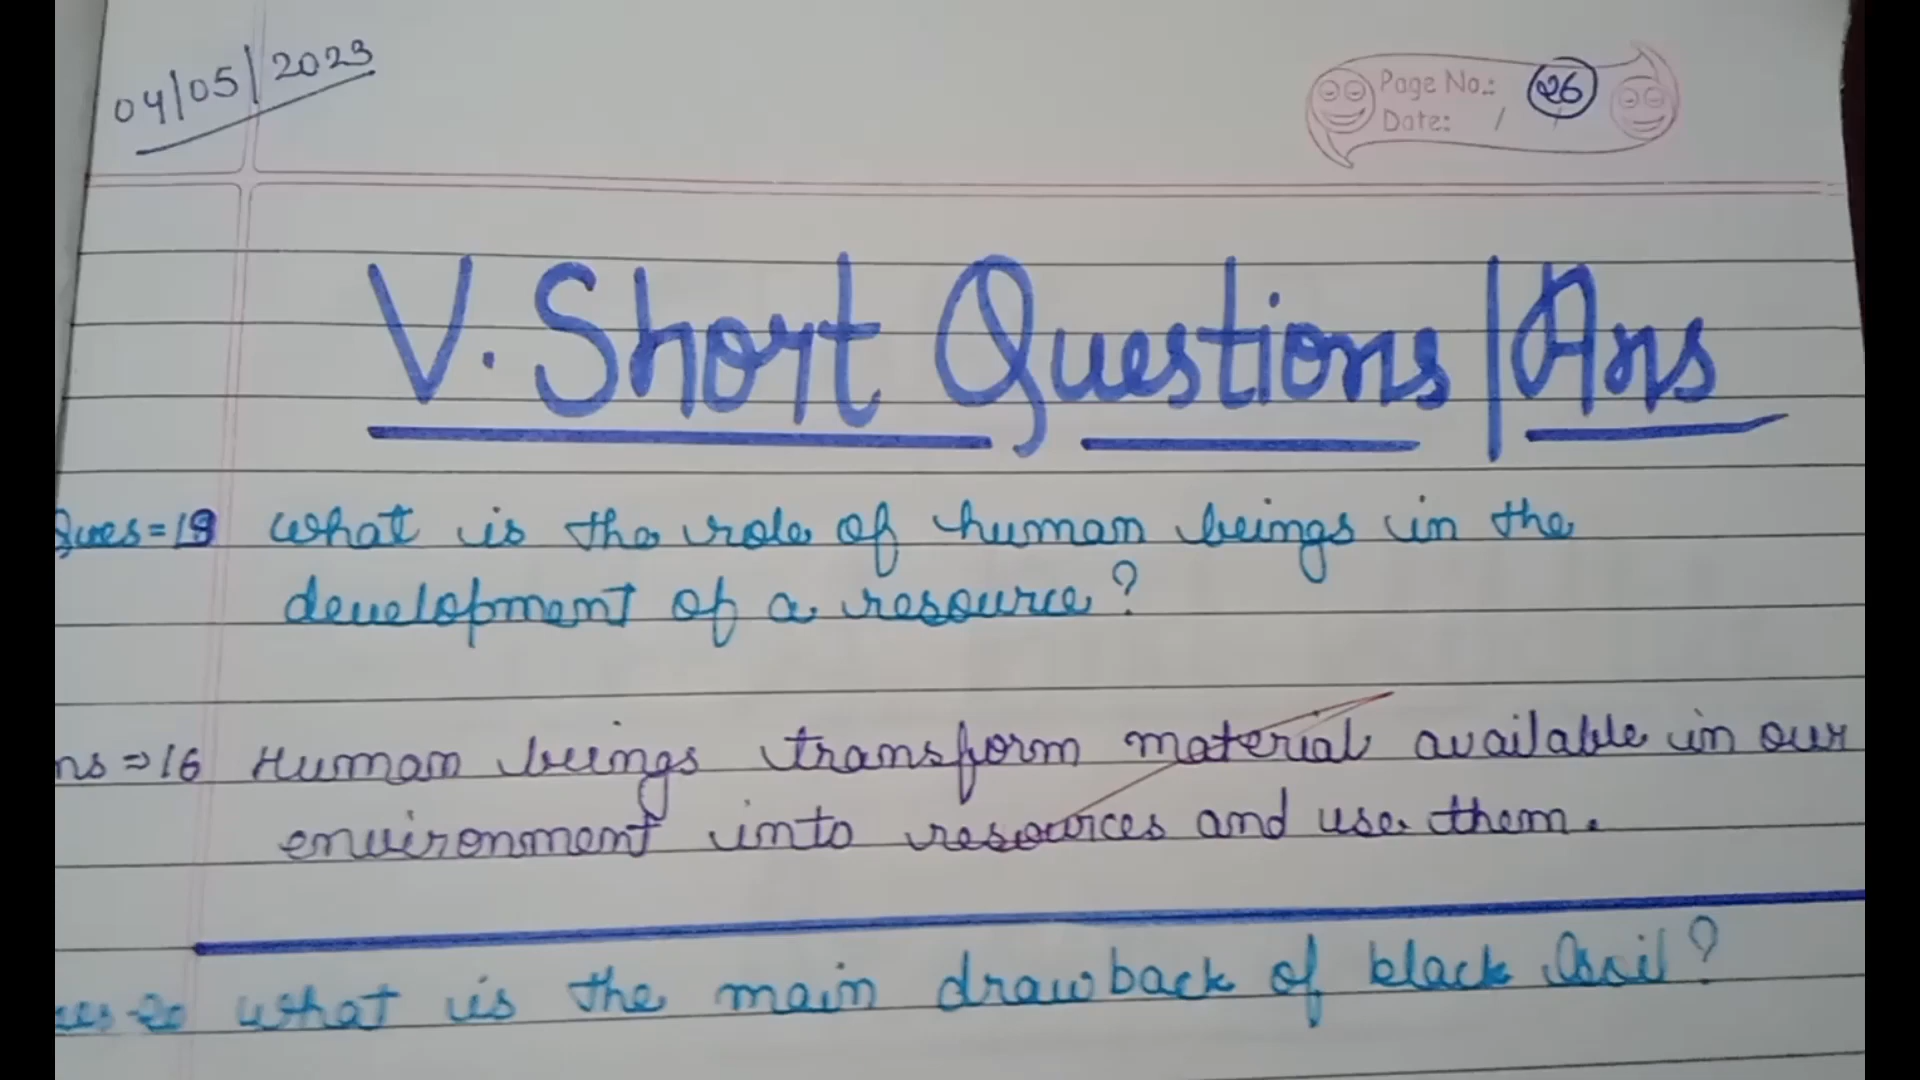 04/05/2023
Page No.: 26
Date: / /
V. Short Questions | Ans
Ques=19 What is the role of human beings in the
development of a resource?
ns⇒16 Human beings transform material available in our
environment into resources and use them.
ues-20 What is the main drawback of black Soil?